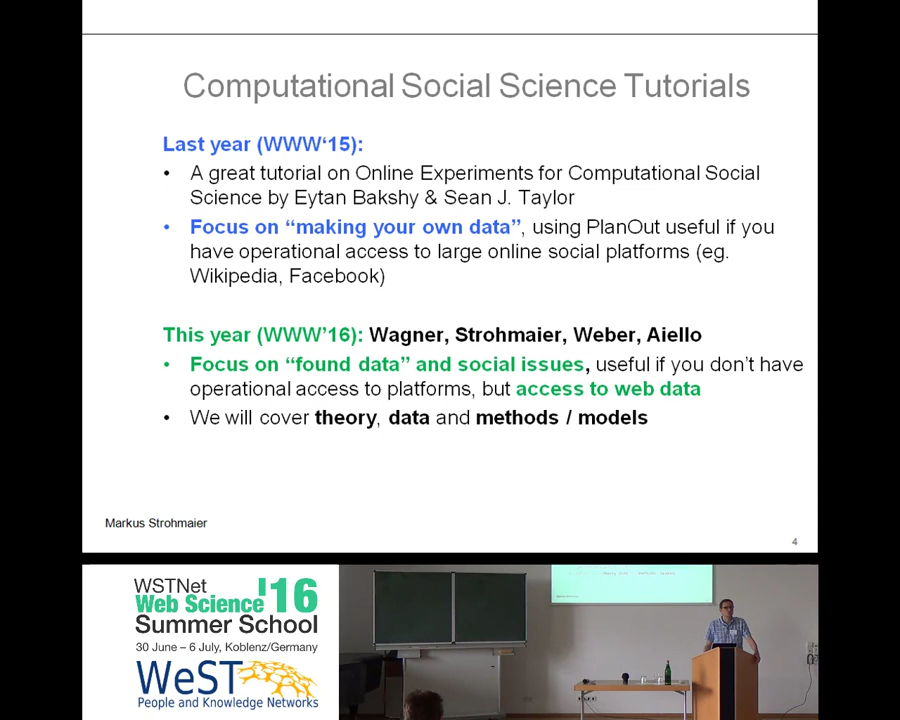 Computational Social Science Tutorials
Last year (WWW‘15):
• A great tutorial on Online Experiments for Computational Social
Science by Eytan Bakshy & Sean J. Taylor
• Focus on “making your own data”, using PlanOut useful if you
have operational access to large online social platforms (eg.
Wikipedia, Facebook)
This year (WWW’16): Wagner, Strohmaier, Weber, Aiello
• Focus on “found data” and social issues, useful if you don’t have
operational access to platforms, but access to web data
• We will cover theory, data and methods / models
Markus Strohmaier
4
WSTNet
Web Science '16
Summer School
30 June – 6 July, Koblenz/Germany
WeST
People and Knowledge Networks